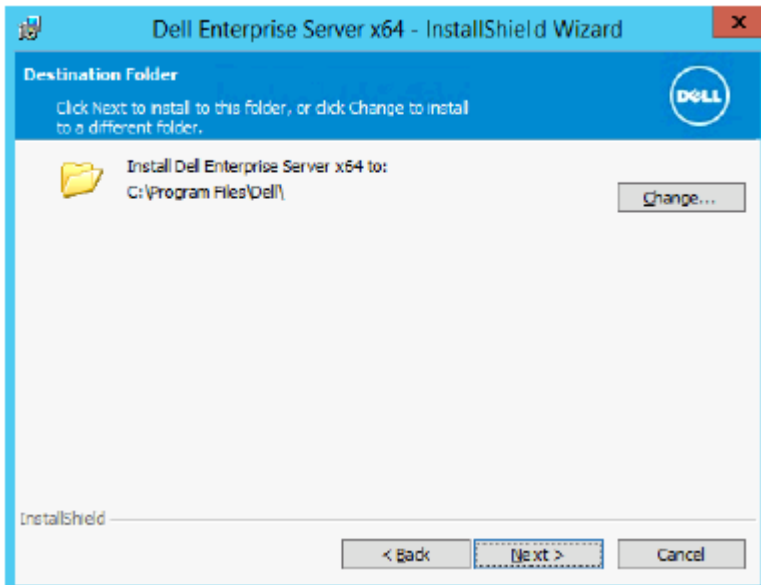 Dell Enterprise Server x64 - InstallShield Wizard
x
Destination Folder
Click Next to install to this folder, or click Change to install
to a different folder.
DELL
Install Dell Enterprise Server x64 to:
C:\Program Files\Dell\
Change...
InstallShield
< Back
Next >
Cancel